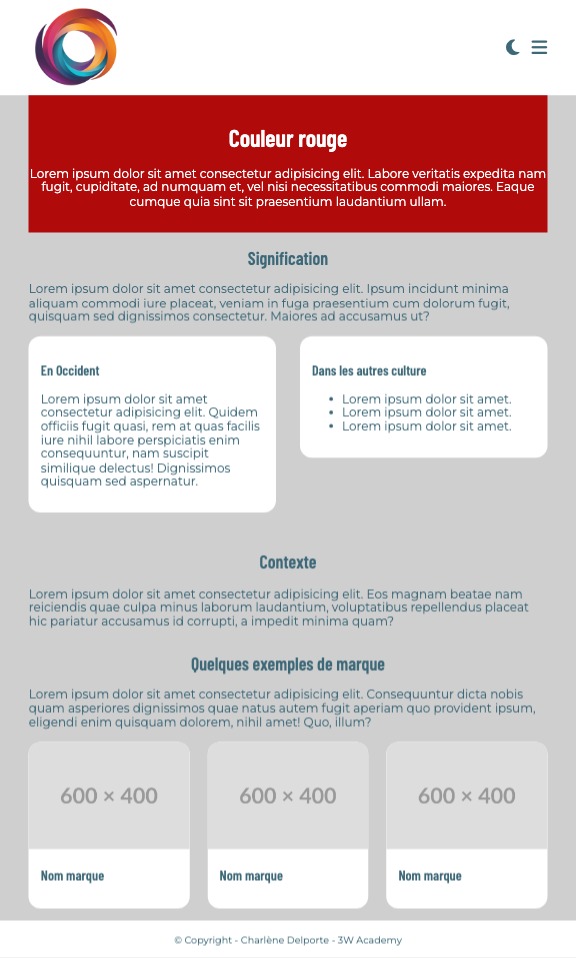 Couleur rouge
Lorem ipsum dolor sit amet consectetur adipisicing elit. Labore veritatis expedita nam
fugit, cupiditate, ad numquam et, vel nisi necessitatibus commodi maiores. Eaque
cumque quia sint sit praesentium laudantium ullam.
Signification
Lorem ipsum dolor sit amet consectetur adipisicing elit. Ipsum incidunt minima
aliquam commodi iure placeat, veniam in fuga praesentium cum dolorum fugit,
quisquam sed dignissimos consectetur. Maiores ad accusamus ut?
En Occident
Lorem ipsum dolor sit amet
consectetur adipisicing elit. Quidem
officiis fugit quasi, rem at quas facilis
iure nihil labore perspiciatis enim
consequuntur, nam suscipit
similique delectus! Dignissimos
quisquam sed aspernatur.
Dans les autres culture
• Lorem ipsum dolor sit amet.
• Lorem ipsum dolor sit amet.
• Lorem ipsum dolor sit amet.
Contexte
Lorem ipsum dolor sit amet consectetur adipisicing elit. Eos magnam beatae nam
reiciendis quae culpa minus laborum laudantium, voluptatibus repellendus placeat
hic pariatur accusamus id corrupti, a impedit minima quam?
Quelques exemples de marque
Lorem ipsum dolor sit amet consectetur adipisicing elit. Consequuntur dicta nobis
quam asperiores dignissimos quae natus autem fugit aperiam quo provident ipsum,
eligendi enim quisquam dolorem, nihil amet! Quo, illum?
600 × 400
600 × 400
600 × 400
Nom marque
Nom marque
Nom marque
© Copyright - Charlène Delporte - 3W Academy